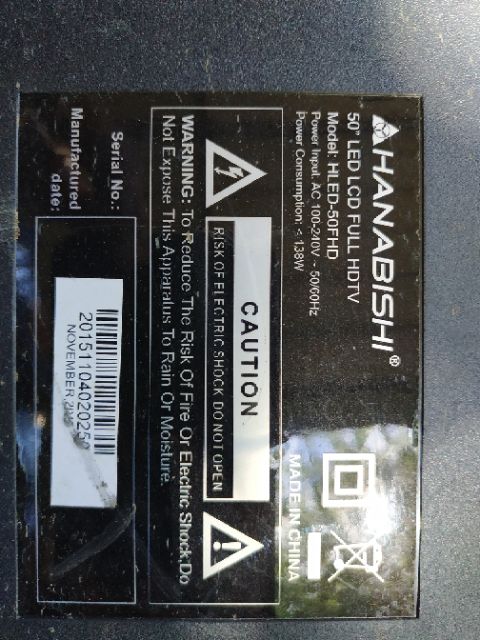 HANABISHI®
50" LED LCD FULL HDTV
Model: HLED-50FHD
Power Input: AC 100-240V~50/60Hz
Power Consumption: ≤138W
MADE IN CHINA
CAUTION
RISK OF ELECTRIC SHOCK DO NOT OPEN
WARNING: To Reduce The Risk Of Fire Or Electric Shock,Do
Not Expose This Apparatus To Rain Or Moisture.
Serial No.:
Manufactured
date:
NOVEMBER